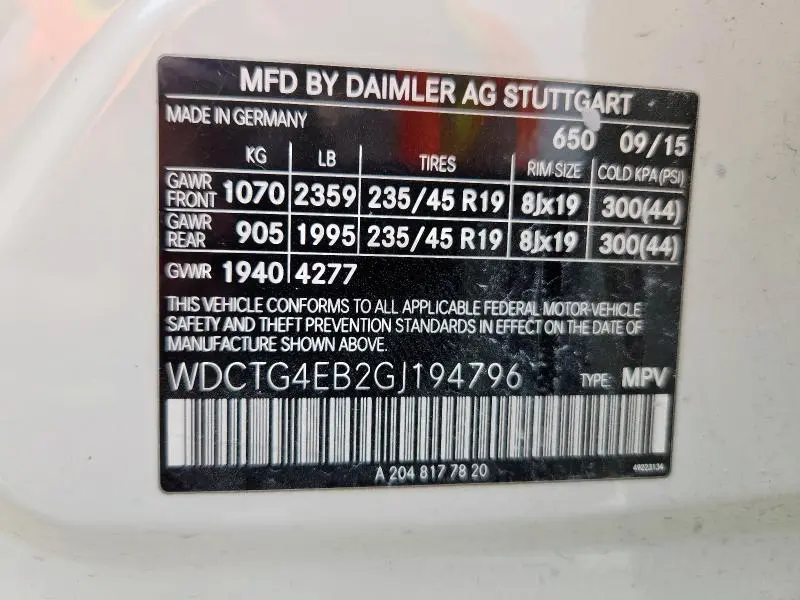 MFD BY DAIMLER AG STUTTGART
MADE IN GERMANY
650 09/15
KG LB TIRES RIM SIZE COLD KPA (PSI)
GAWR FRONT 1070 2359 235/45 R19 8Jx19 300(44)
GAWR REAR 905 1995 235/45 R19 8Jx19 300(44)
GVWR 1940 4277
THIS VEHICLE CONFORMS TO ALL APPLICABLE FEDERAL MOTOR VEHICLE
SAFETY AND THEFT PREVENTION STANDARDS IN EFFECT ON THE DATE OF
MANUFACTURE SHOWN ABOVE.
WDCTG4EB2GJ194796 TYPE: MPV
A 204 817 78 20 49223134